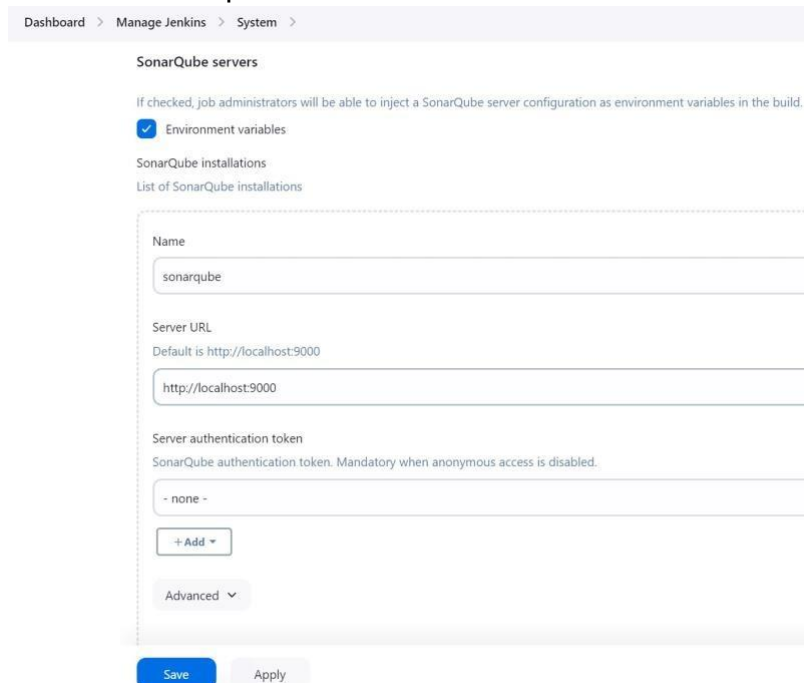 Dashboard > Manage Jenkins > System >
SonarQube servers
If checked, job administrators will be able to inject a SonarQube server configuration as environment variables in the build.
Environment variables
SonarQube installations
List of SonarQube installations
Name
sonarqube
Server URL
Default is http://localhost:9000
http://localhost:9000
Server authentication token
SonarQube authentication token. Mandatory when anonymous access is disabled.
- none -
+ Add
Advanced
Save Apply